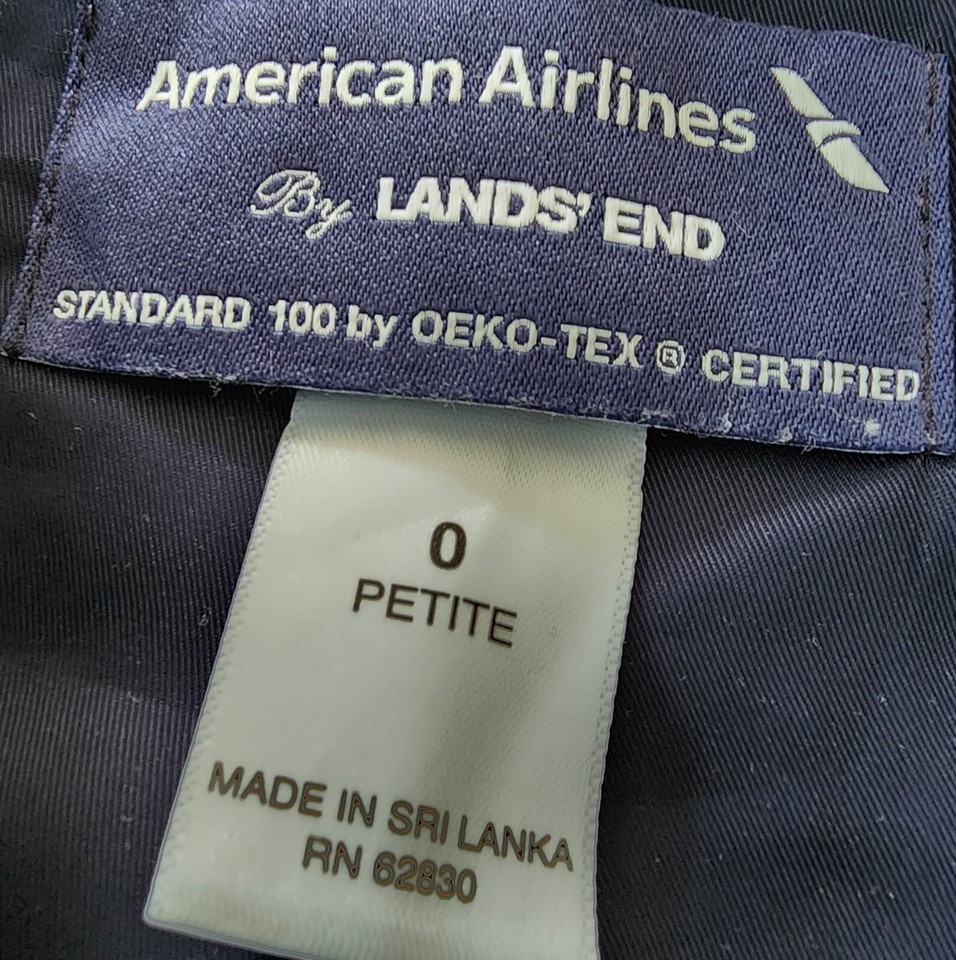 American Airlines
By LANDS' END
STANDARD 100 by OEKO-TEX ® CERTIFIED
0
PETITE
MADE IN SRI LANKA
RN 62830